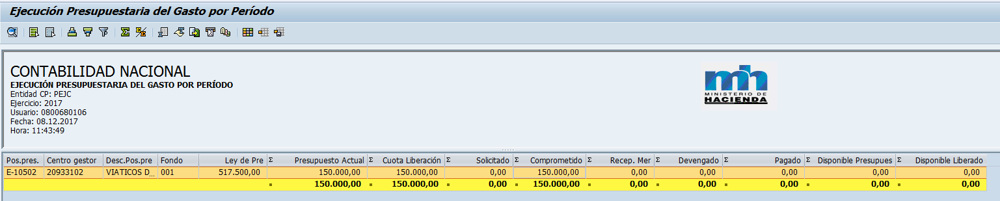 Ejecución Presupuestaria del Gasto por Período
CONTABILIDAD NACIONAL
EJECUCIÓN PRESUPUESTARIA DEL GASTO POR PERÍODO
Entidad CP: PEJC
Ejercicio: 2017
Usuario: 0800680106
Fecha: 08.12.2017
Hora: 11:43:49
mh
MINISTERIO DE
HACIENDA
Pos.pres. Centro gestor Desc.Pos.pre Fondo Ley de Pre Σ Presupuesto Actual Σ Cuota Liberación Σ Solicitado Σ Comprometido Σ Recep. Mer Σ Devengado Σ Pagado Σ Disponible Presupues Σ Disponible Liberado
E-10502 20933102 VIATICOS D... 001 517.500,00 150.000,00 150.000,00 0,00 150.000,00 0,00 0,00 0,00 0,00 0,00
150.000,00 150.000,00 0,00 150.000,00 0,00 0,00 0,00 0,00 0,00